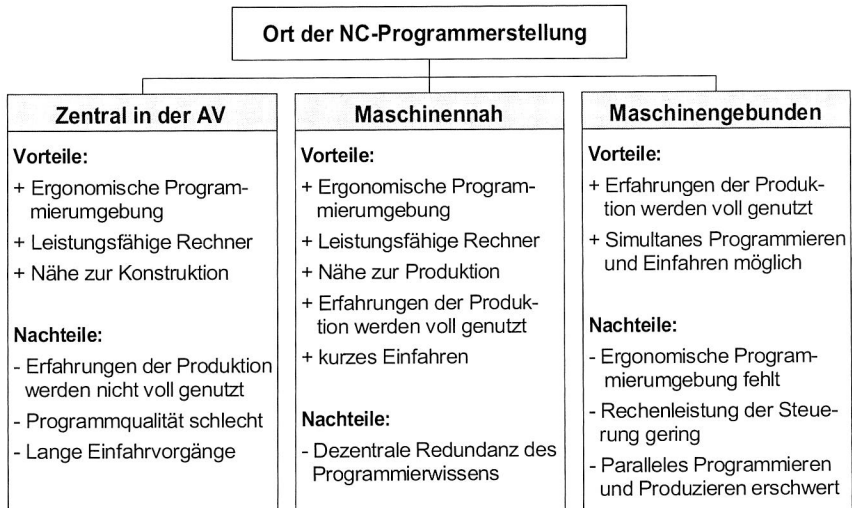 Ort der NC-Programmerstellung
Zentral in der AV
Vorteile:
+ Ergonomische Program-
mierumgebung
+ Leistungsfähige Rechner
+ Nähe zur Konstruktion
Nachteile:
- Erfahrungen der Produktion
werden nicht voll genutzt
- Programmqualität schlecht
- Lange Einfahrvorgänge
Maschinennah
Vorteile:
+ Ergonomische Program-
mierumgebung
+ Leistungsfähige Rechner
+ Nähe zur Produktion
+ Erfahrungen der Produk-
tion werden voll genutzt
+ kurzes Einfahren
Nachteile:
- Dezentrale Redundanz des
Programmierwissens
Maschinengebunden
Vorteile:
+ Erfahrungen der Produk-
tion werden voll genutzt
+ Simultanes Programmieren
und Einfahren möglich
Nachteile:
- Ergonomische Program-
mierumgebung fehlt
- Rechenleistung der Steue-
rung gering
- Paralleles Programmieren
und Produzieren erschwert